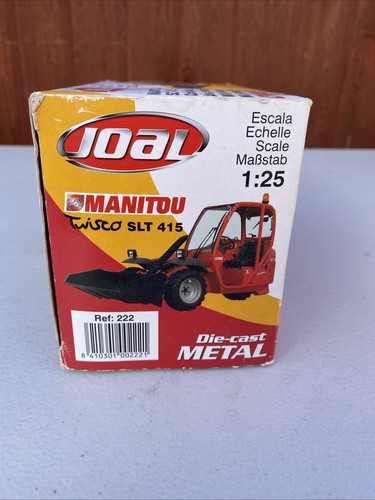 JOAL
Escala
Echelle
Scale
Maßstab
1:25
MANITOU
Twisco SLT 415
Ref: 222
8 410301 002221
Die-cast
METAL